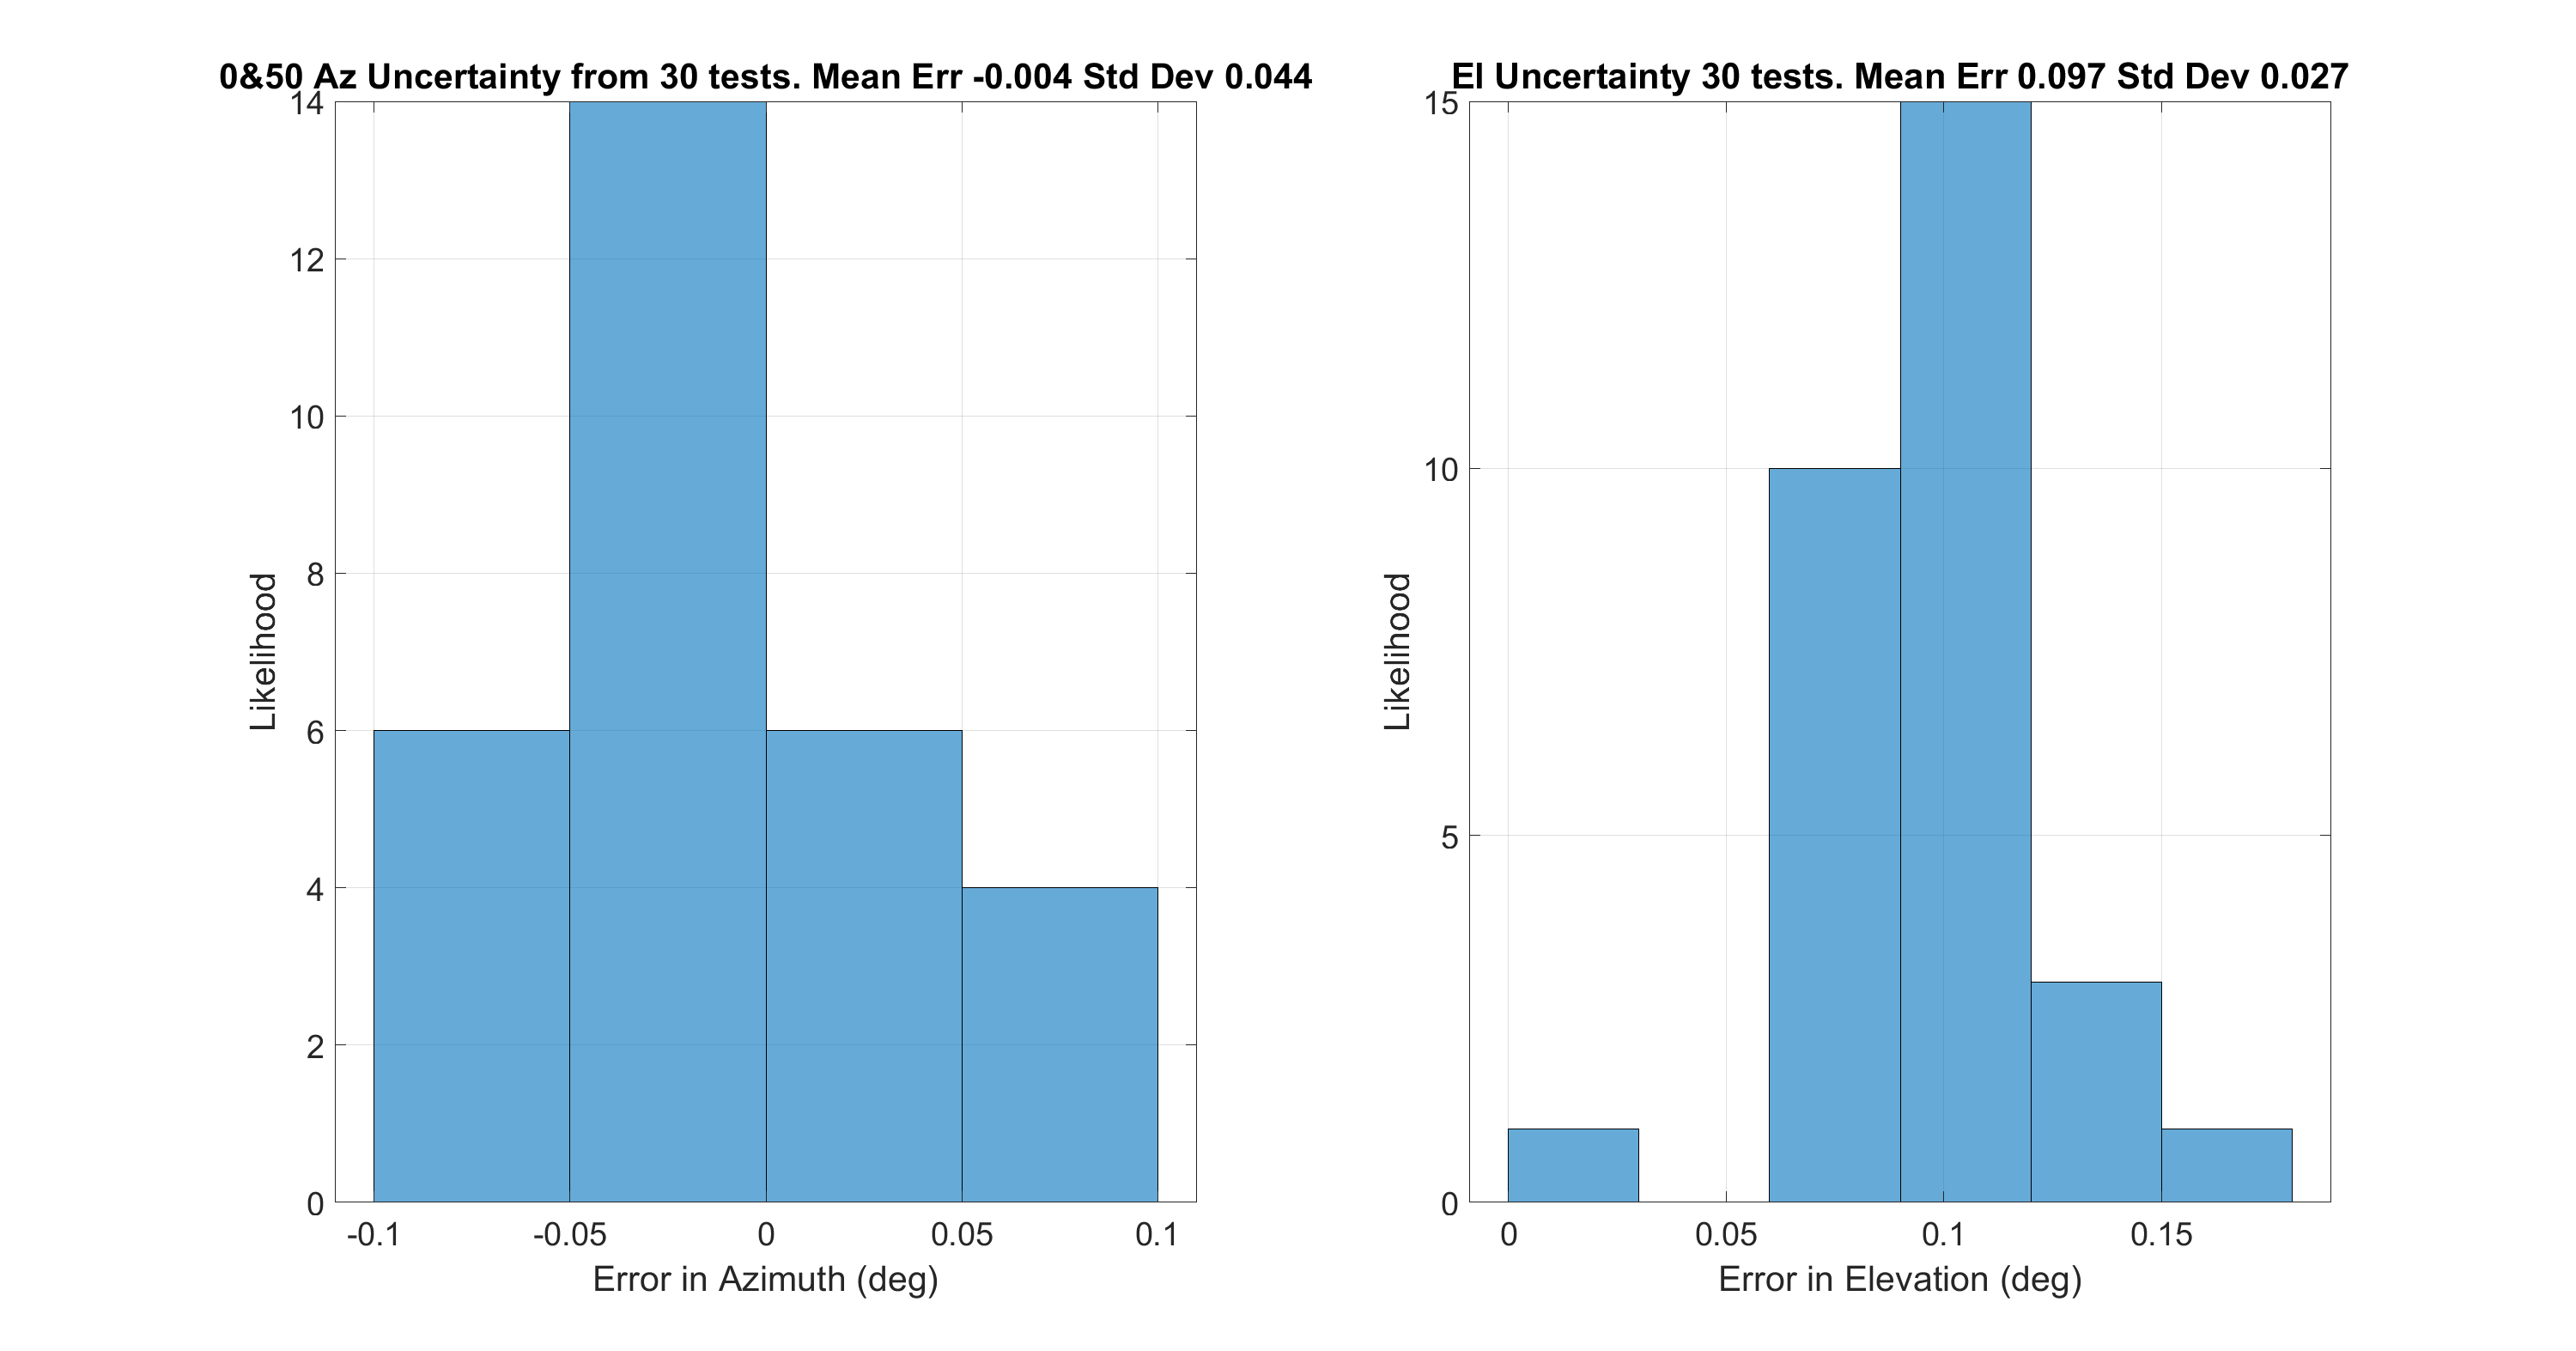 0&50 Az Uncertainty from 30 tests. Mean Err -0.004 Std Dev 0.044
14
12
10
8
6
4
2
0
Likelihood
-0.1 -0.05 0 0.05 0.1
Error in Azimuth (deg)
El Uncertainty 30 tests. Mean Err 0.097 Std Dev 0.027
15
10
5
0
Likelihood
0 0.05 0.1 0.15
Error in Elevation (deg)